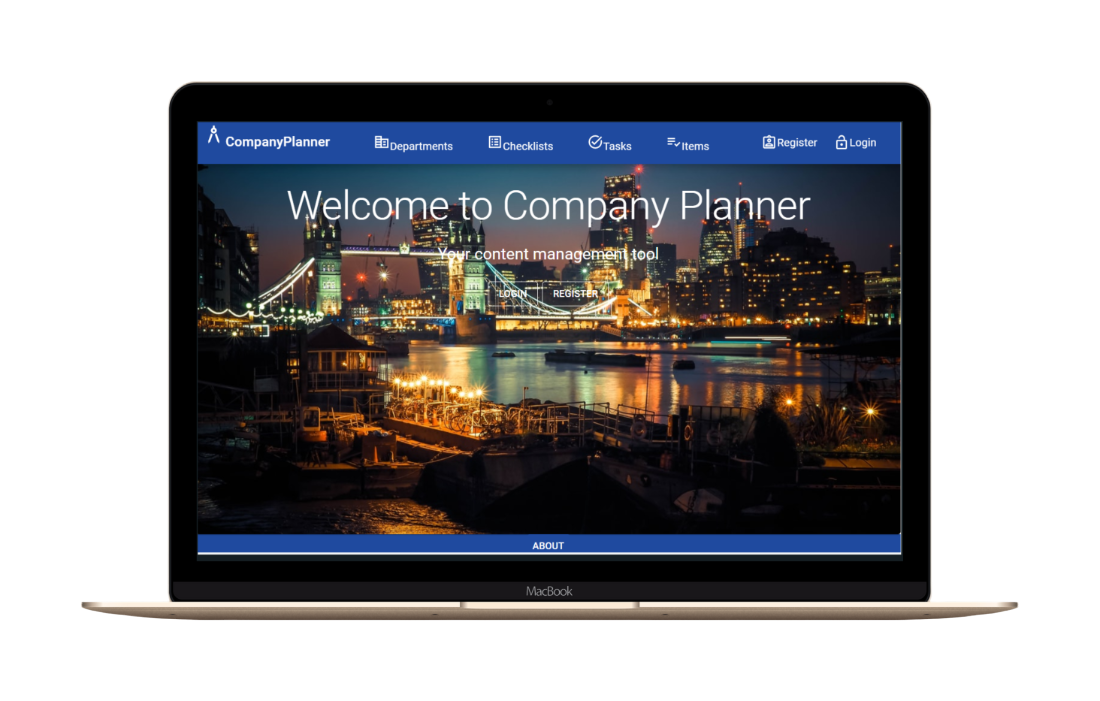 CompanyPlanner Departments Checklists Tasks Items Register Login
Welcome to Company Planner
Your content management tool
LOGIN REGISTER
ABOUT
MacBook